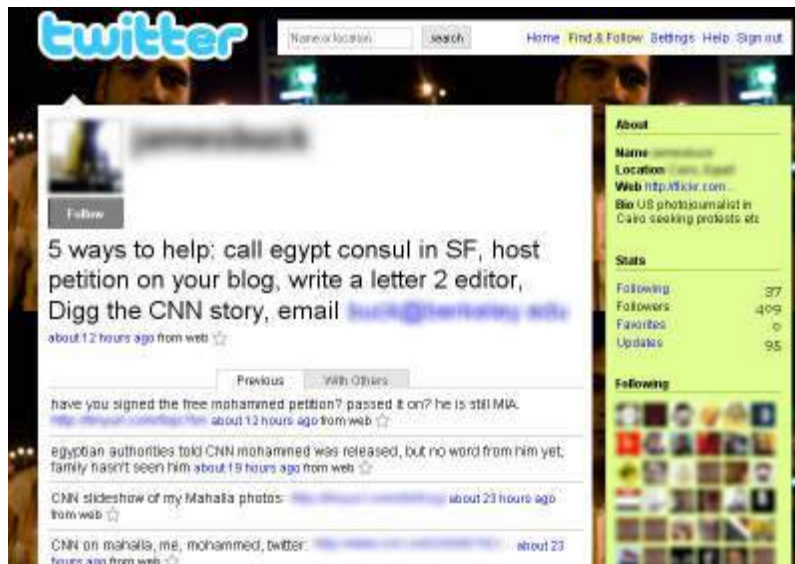 twitter
Name or location
search
Home Find & Follow Settings Help Sign out
Follow
5 ways to help: call egypt consul in SF, host
petition on your blog, write a letter 2 editor,
Digg the CNN story, email
about 12 hours ago from web
Previous
With Others
have you signed the free mohammed petition? passed it on? he is still MIA.
about 12 hours ago from web
egyptian authorities told CNN mohammed was released, but no word from him yet,
family hasn't seen him about 19 hours ago from web
CNN slideshow of my Mahalla photos: about 23 hours ago
from web
CNN on mahalla, me, mohammed, twitter: about 23
hours ago from web
About
Name
Location
Web http://flickr.com...
Bio US photojournalist in
Cairo seeking protests etc
Stats
Following 37
Followers 409
Favorites 0
Updates 95
Following